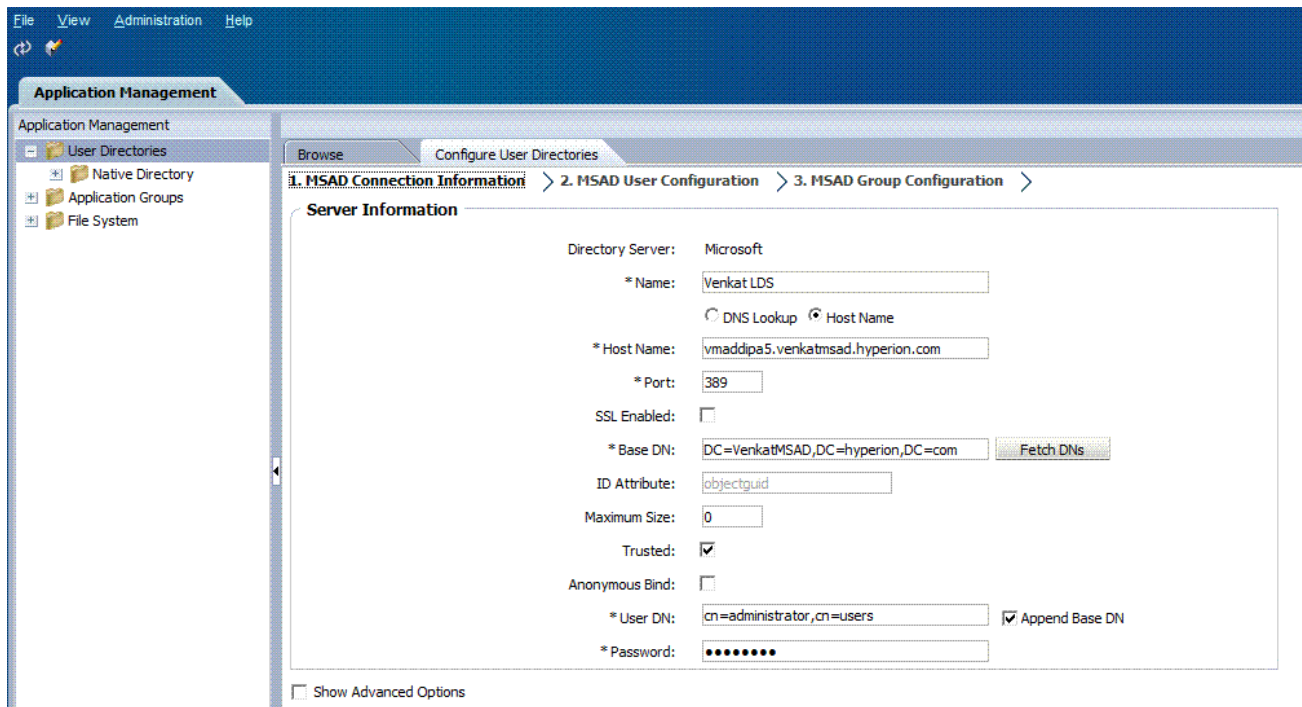 File View Administration Help
Application Management
Application Management
User Directories
Native Directory
Application Groups
File System
Browse Configure User Directories
1. MSAD Connection Information 2. MSAD User Configuration 3. MSAD Group Configuration
Server Information
Directory Server: Microsoft
* Name: Venkat LDS
DNS Lookup Host Name
* Host Name: vmaddipa5.venkatmsad.hyperion.com
* Port: 389
SSL Enabled:
* Base DN: DC=VenkatMSAD,DC=hyperion,DC=com Fetch DNs
ID Attribute: objectguid
Maximum Size: 0
Trusted:
Anonymous Bind:
* User DN: cn=administrator,cn=users Append Base DN
* Password: ●●●●●●●●
Show Advanced Options